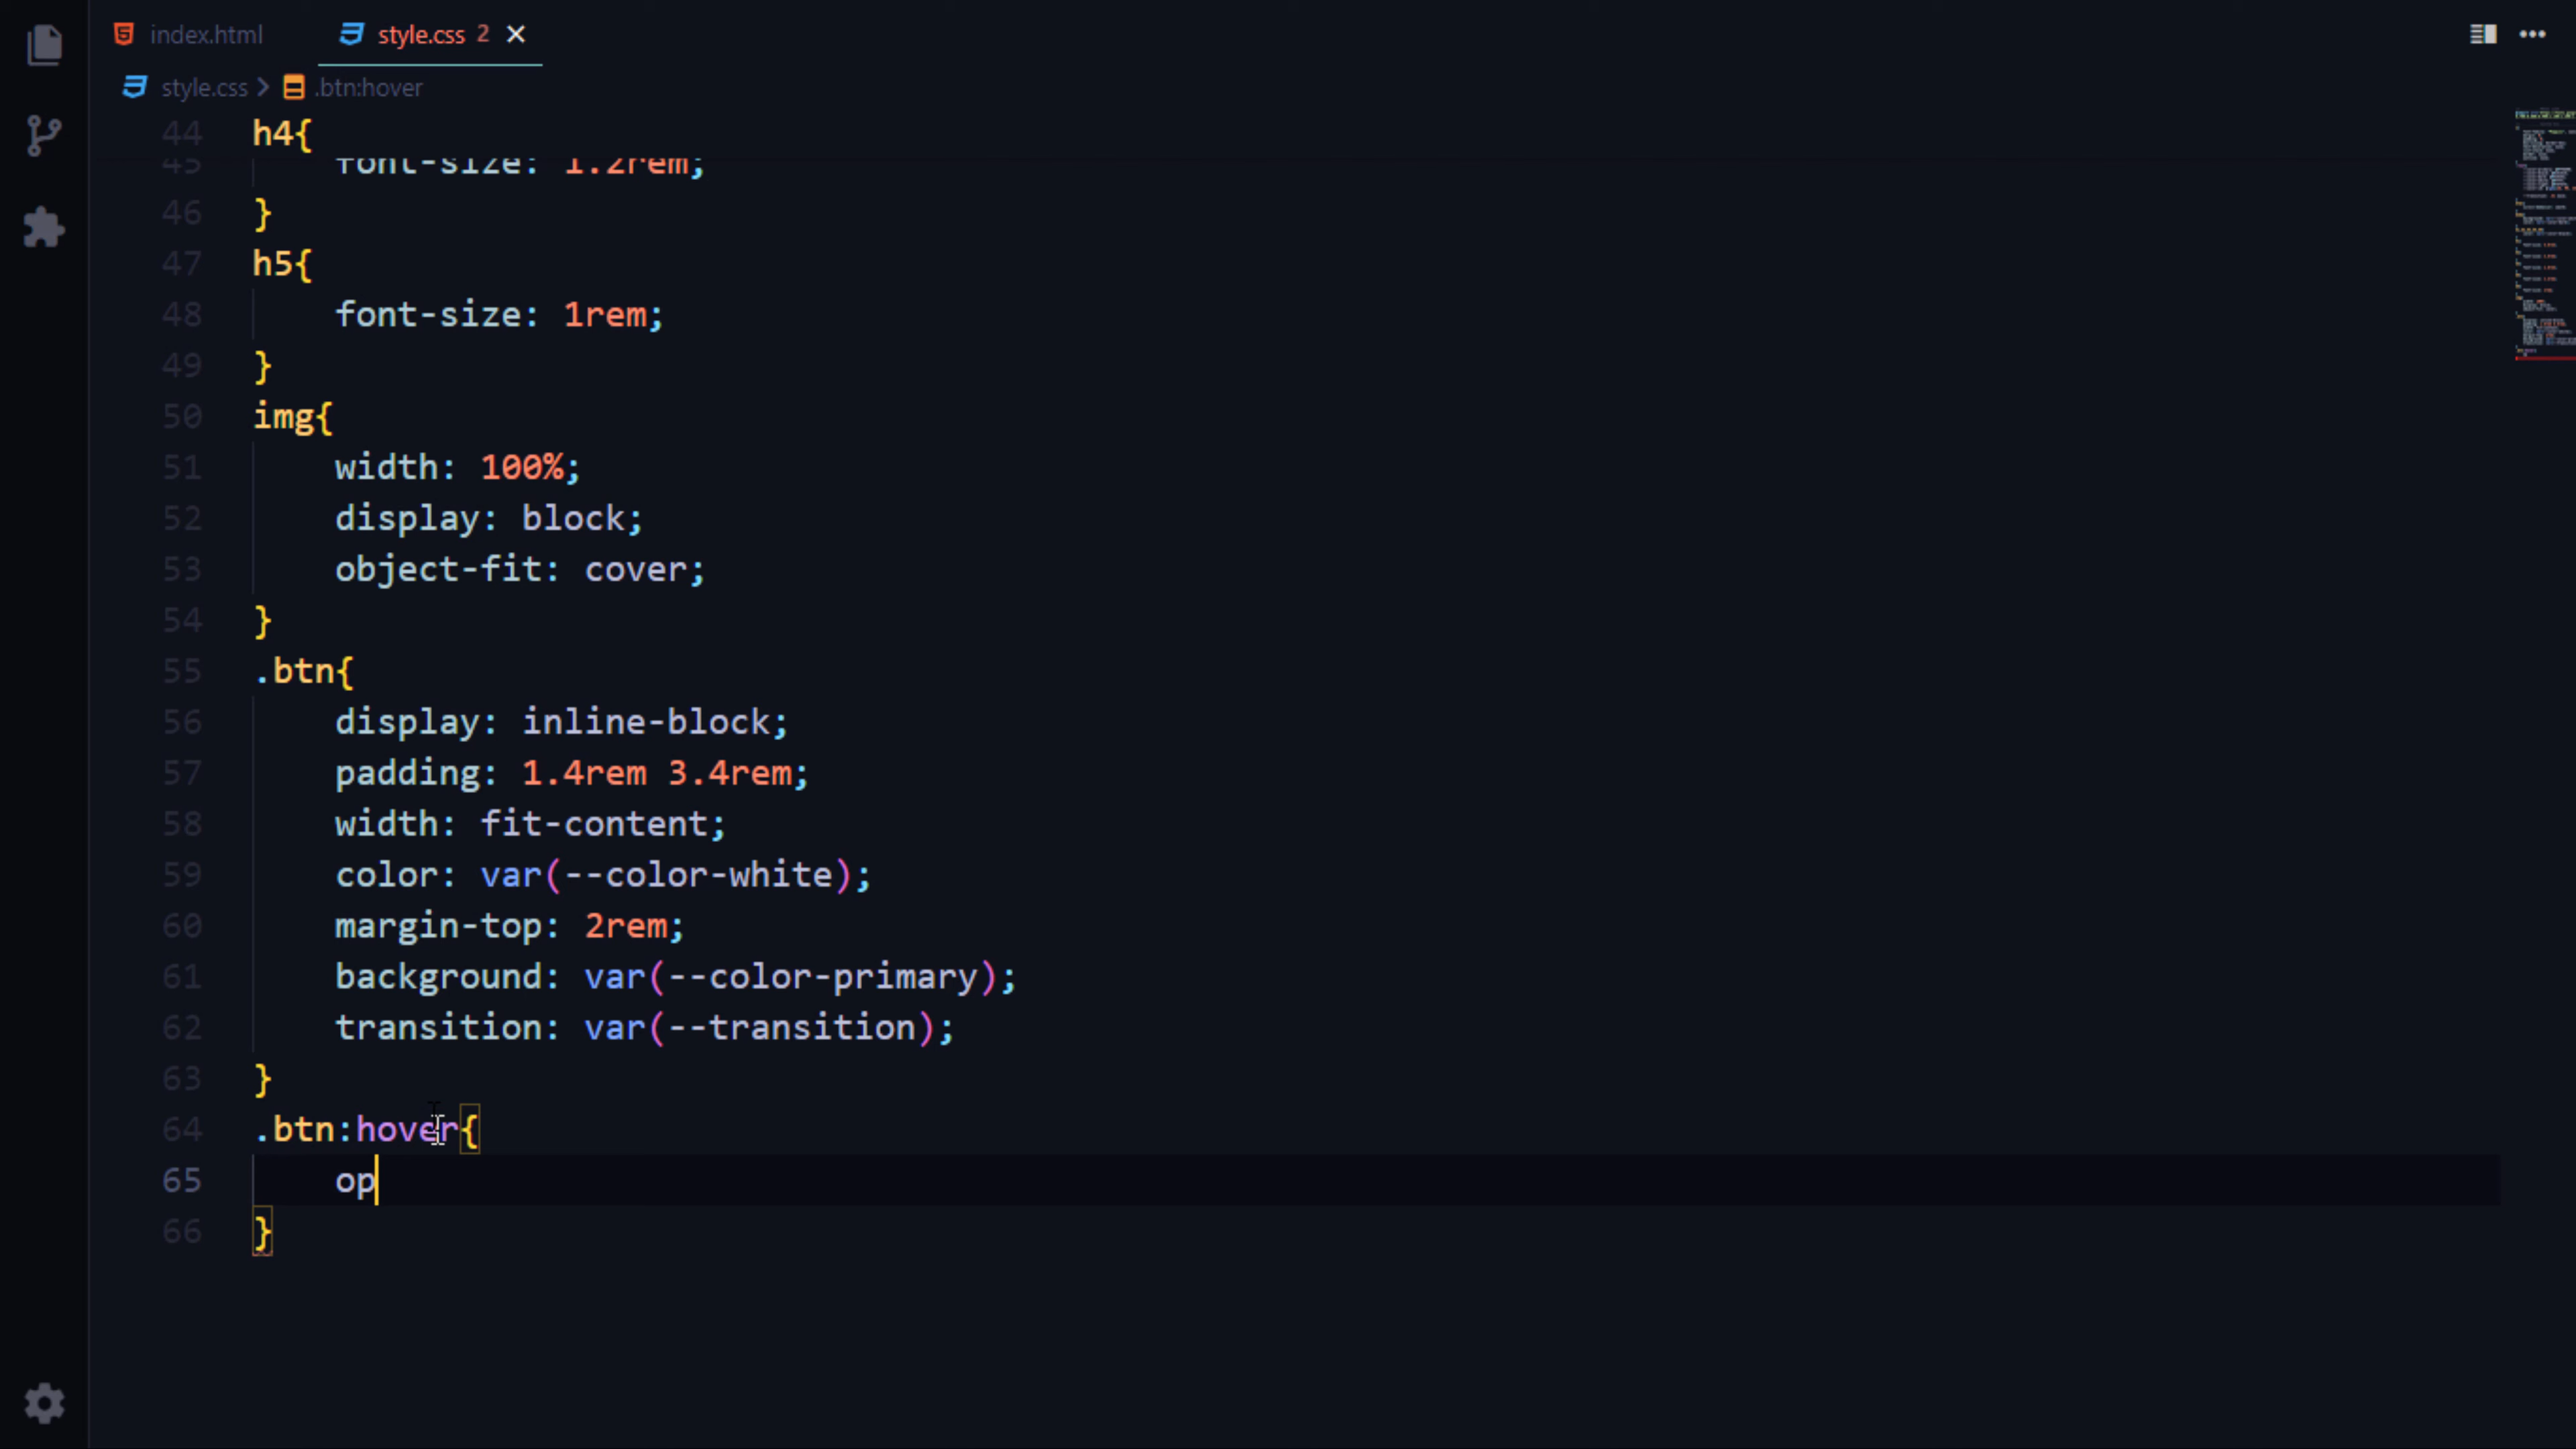 index.html style.css 2
style.css > .btn:hover
44 h4{
45 font-size: 1.2rem;
46 }
47 h5{
48 font-size: 1rem;
49 }
50 img{
51 width: 100%;
52 display: block;
53 object-fit: cover;
54 }
55 .btn{
56 display: inline-block;
57 padding: 1.4rem 3.4rem;
58 width: fit-content;
59 color: var(--color-white);
60 margin-top: 2rem;
61 background: var(--color-primary);
62 transition: var(--transition);
63 }
64 .btn:hover{
65 op
66 }